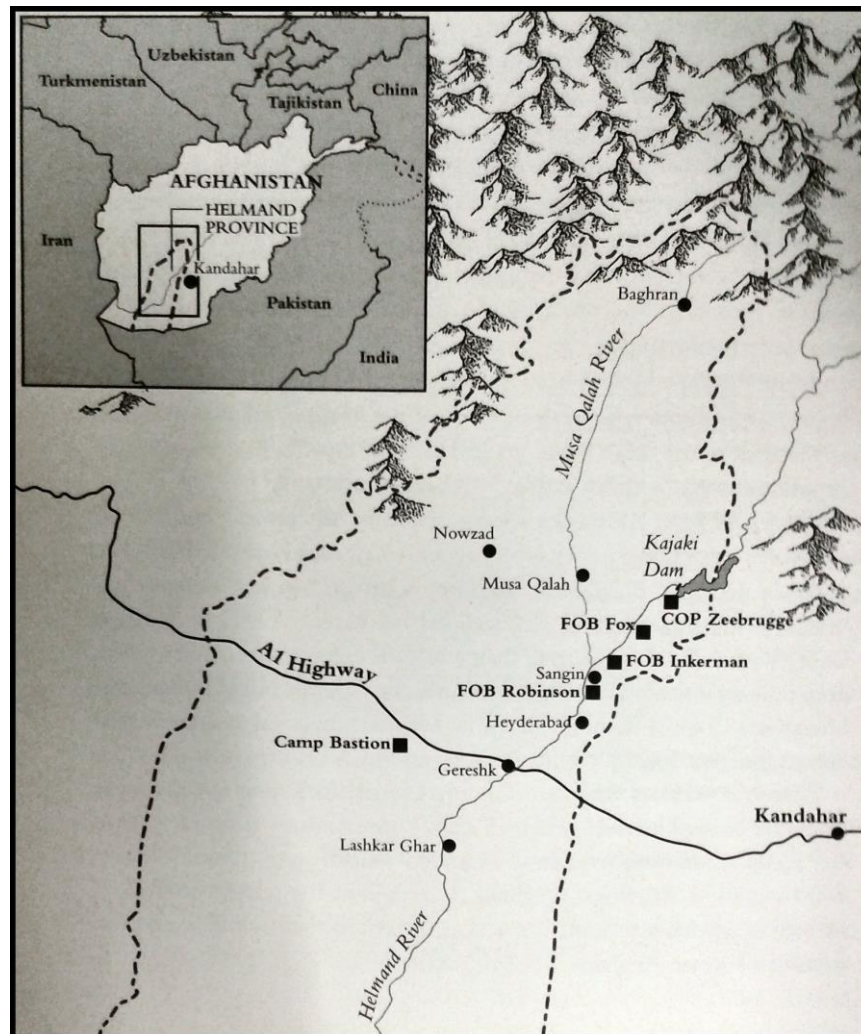 Uzbekistan
Turkmenistan
China
Tajikistan
AFGHANISTAN
HELMAND
PROVINCE
Iran
Kandahar
Pakistan
India
Baghran
Musa Qalah River
Nowzad
Kajaki
Dam
Musa Qalah
COP Zeebrugge
FOB Fox
FOB Inkerman
Sangin
FOB Robinson
A1 Highway
Heyderabad
Camp Bastion
Gereshk
Kandahar
Lashkar Ghar
Helmand River